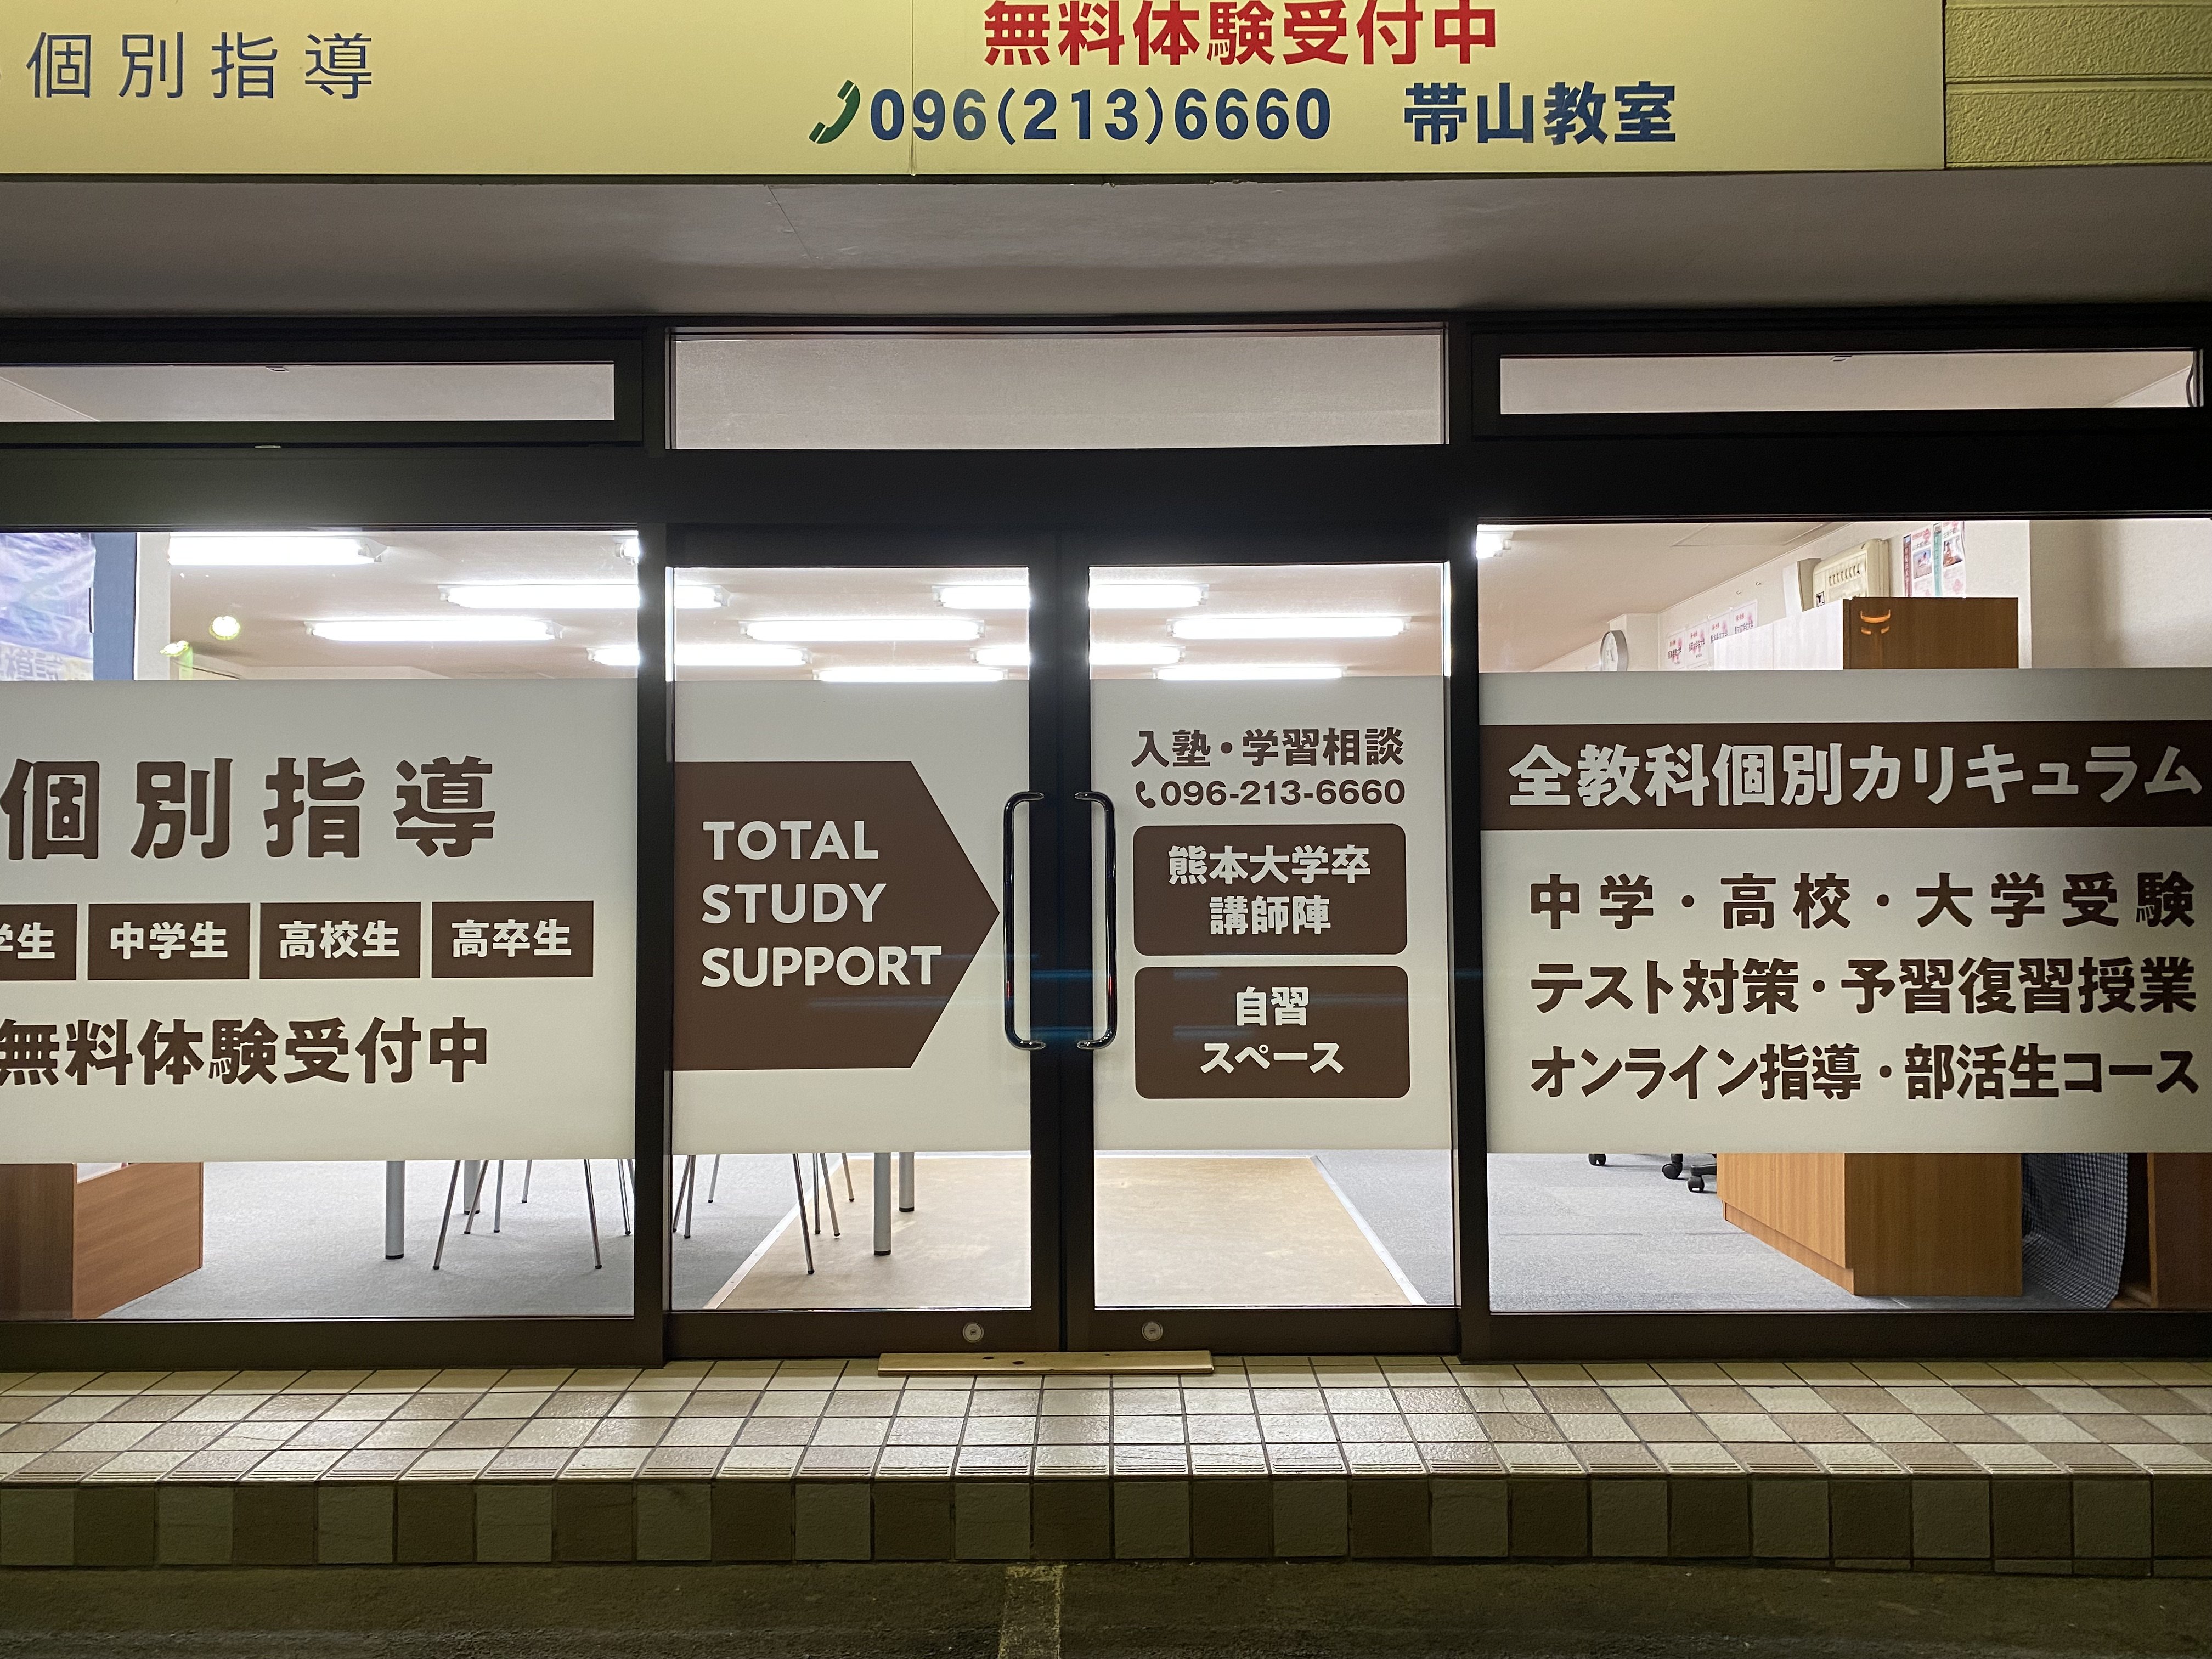 個別指導
無料体験受付中
096(213)6660 帯山教室
個別指導
学生 中学生 高校生 高卒生
無料体験受付中
TOTAL
STUDY
SUPPORT
入塾・学習相談
096-213-6660
熊本大学卒
講師陣
自習
スペース
全教科個別カリキュラム
中学・高校・大学受験
テスト対策・予習復習授業
オンライン指導・部活生コース